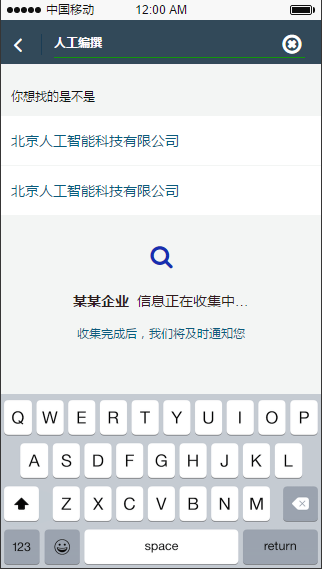 中国移动 12:00 AM
人工编撰
你想找的是不是
北京人工智能科技有限公司
北京人工智能科技有限公司
某某企业 信息正在收集中...
收集完成后，我们将及时通知您
Q W E R T Y U I O P
A S D F G H J K L
Z X C V B N M
123 space return